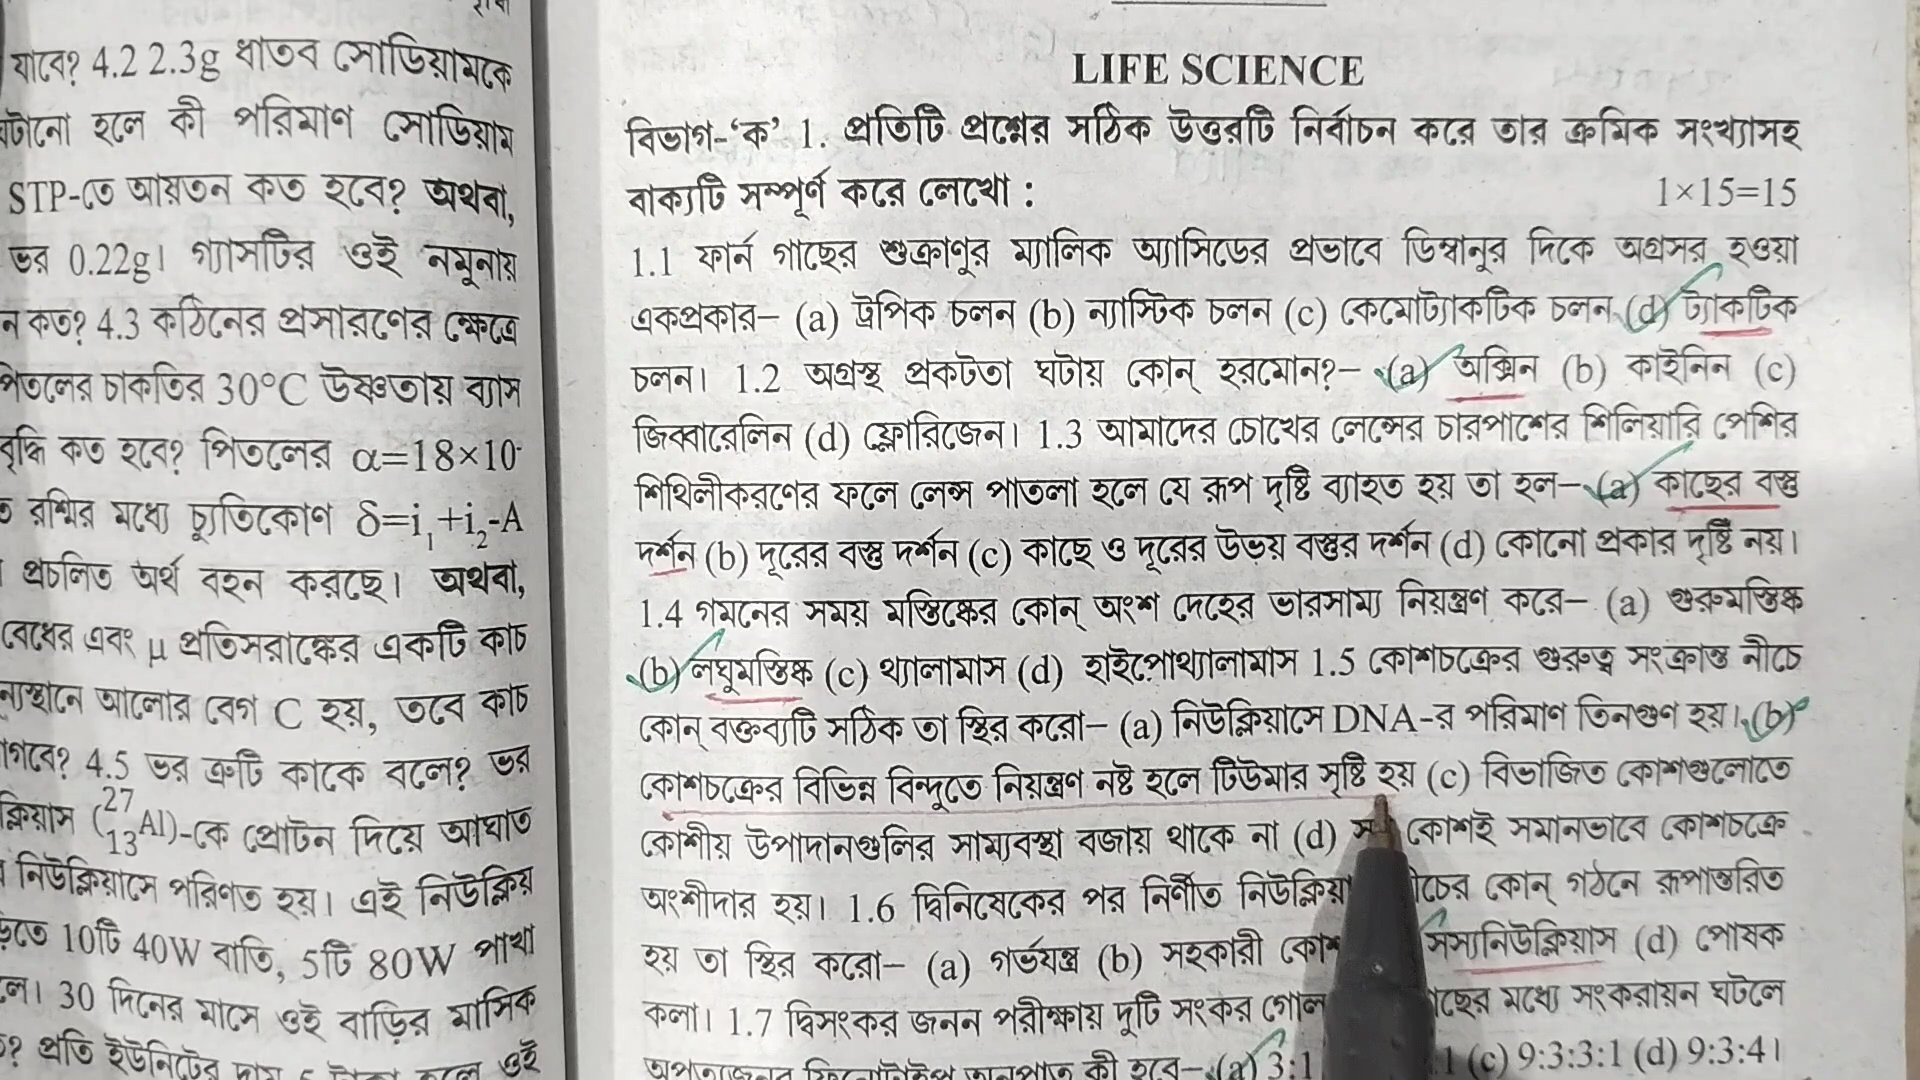 যাবে? 4.2 2.3g ধাতব সোডিয়ামকে
হলে কী পরিমাণ সোডিয়াম
STP-তে আয়তন কত হবে? অথবা,
ভর 0.22g। গ্যাসটির ওই নমুনায়
ন কত? 4.3 কঠিনের প্রসারণের ক্ষেত্রে
পিতলের চাকতির 30°C উষ্ণতায় ব্যাস
বৃদ্ধি কত হবে? পিতলের α=18×10-
রশ্মির মধ্যে চ্যুতিকোণ δ=i₁+i₂-A
প্রচলিত অর্থ বহন করছে। অথবা,
বেধের এবং μ প্রতিসরাঙ্কের একটি কাচ
আলোর বেগ C হয়, তবে কাচ
লাগবে? 4.5 ভর ত্রুটি কাকে বলে? ভর
(²⁷₁₃Al)-কে প্রোটন দিয়ে আঘাত
নিউক্লিয়াসে পরিণত হয়। এই নিউক্লিয়
10টি 40W বাতি, 5টি 80W পাখা
30 দিনের মাসে ওই বাড়ির মাসিক
প্রতি ইউনিটের দাম 5 টাকা হলে ওই
LIFE SCIENCE
বিভাগ-‘ক’ 1. প্রতিটি প্রশ্নের সঠিক উত্তরটি নির্বাচন করে তার ক্রমিক সংখ্যাসহ
বাক্যটি সম্পূর্ণ করে লেখো : 1×15=15
1.1 ফার্ন গাছের শুক্রাণুর ম্যালিক অ্যাসিডের প্রভাবে ডিম্বানুর দিকে অগ্রসর হওয়া
একপ্রকার– (a) ট্রপিক চলন (b) ন্যাস্টিক চলন (c) কেমোট্যাকটিক চলন (d) ট্যাকটিক
চলন। 1.2 অগ্রস্থ প্রকটতা ঘটায় কোন্ হরমোন?– (a) অক্সিন (b) কাইনিন (c)
জিব্বারেলিন (d) ফ্লোরিজেন। 1.3 আমাদের চোখের লেন্সের চারপাশের শিলিয়ারি পেশির
শিথিলীকরণের ফলে লেন্স পাতলা হলে যে রূপ দৃষ্টি ব্যাহত হয় তা হল– (a) কাছের বস্তু
দর্শন (b) দূরের বস্তু দর্শন (c) কাছে ও দূরের উভয় বস্তুর দর্শন (d) কোনো প্রকার দৃষ্টি নয়।
1.4 গমনের সময় মস্তিষ্কের কোন্ অংশ দেহের ভারসাম্য নিয়ন্ত্রণ করে– (a) গুরুমস্তিষ্ক
(b) লঘুমস্তিষ্ক (c) থ্যালামাস (d) হাইপোথ্যালামাস 1.5 কোশচক্রের গুরুত্ব সংক্রান্ত নীচে
কোন্ বক্তব্যটি সঠিক তা স্থির করো– (a) নিউক্লিয়াসে DNA-র পরিমাণ তিনগুণ হয়। (b)
কোশচক্রের বিভিন্ন বিন্দুতে নিয়ন্ত্রণ নষ্ট হলে টিউমার সৃষ্টি হয় (c) বিভাজিত কোশগুলোতে
কোশীয় উপাদানগুলির সাম্যবস্থা বজায় থাকে না (d) কোশই সমানভাবে কোশচক্রে
অংশীদার হয়। 1.6 দ্বিনিষেকের পর নির্ণীত নিউক্লিয়া কোন্ গঠনে রূপান্তরিত
হয় তা স্থির করো– (a) গর্ভযন্ত্র (b) সহকারী কোশ সস্যনিউক্লিয়াস (d) পোষক
কলা। 1.7 দ্বিসংকর জনন পরীক্ষায় দুটি সংকর গোল মধ্যে সংকরায়ন ঘটলে
অপত্যজনুর ফিনোটাইপ অনুপাত কী হবে– (a) 3:1 (c) 9:3:3:1 (d) 9:3:4।